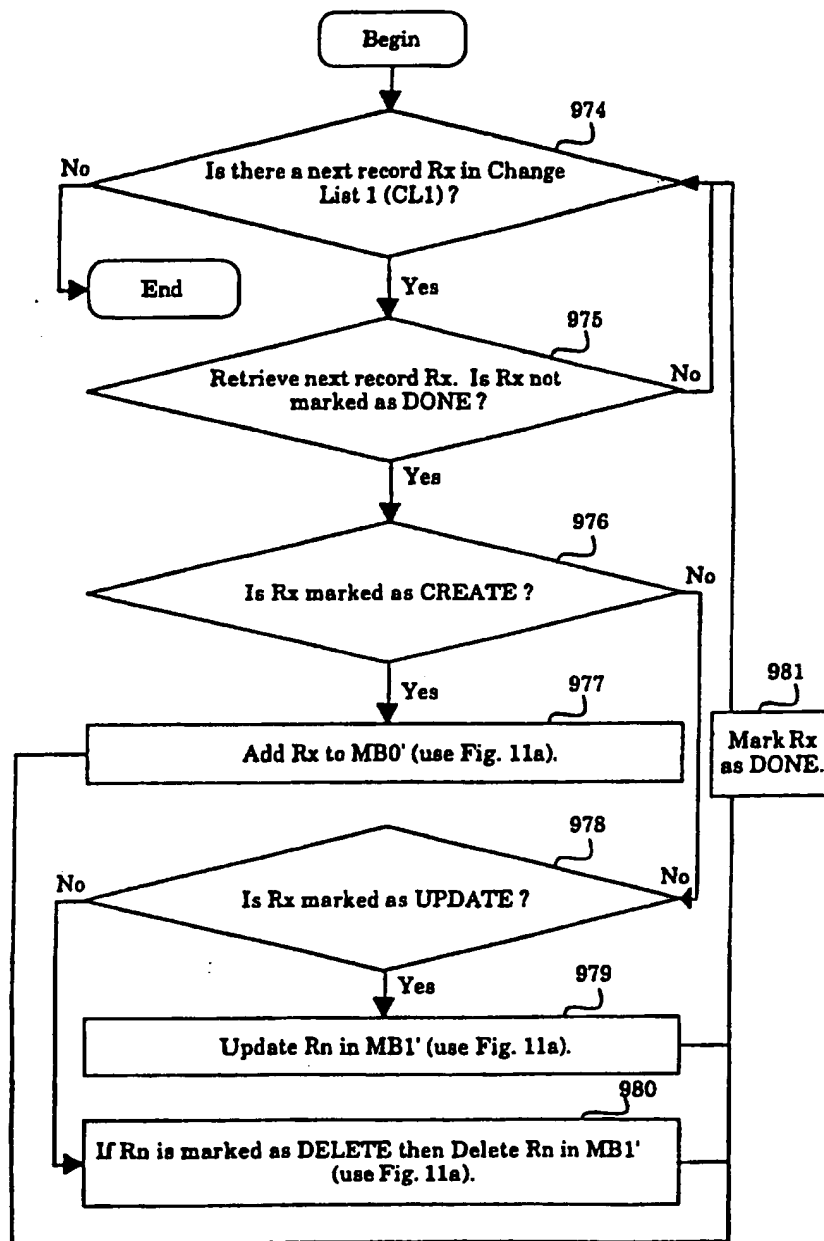 Begin
974
No
Is there a next record Rx in Change
List 1 (CL1) ?
End
Yes
975
Retrieve next record Rx. Is Rx not
marked as DONE ?
No
Yes
976
Is Rx marked as CREATE ?
No
Yes
977
981
Add Rx to MB0' (use Fig. 11a).
Mark Rx
as DONE.
978
No
Is Rx marked as UPDATE ?
No
Yes
979
Update Rn in MB1' (use Fig. 11a).
980
If Rn is marked as DELETE then Delete Rn in MB1'
(use Fig. 11a).